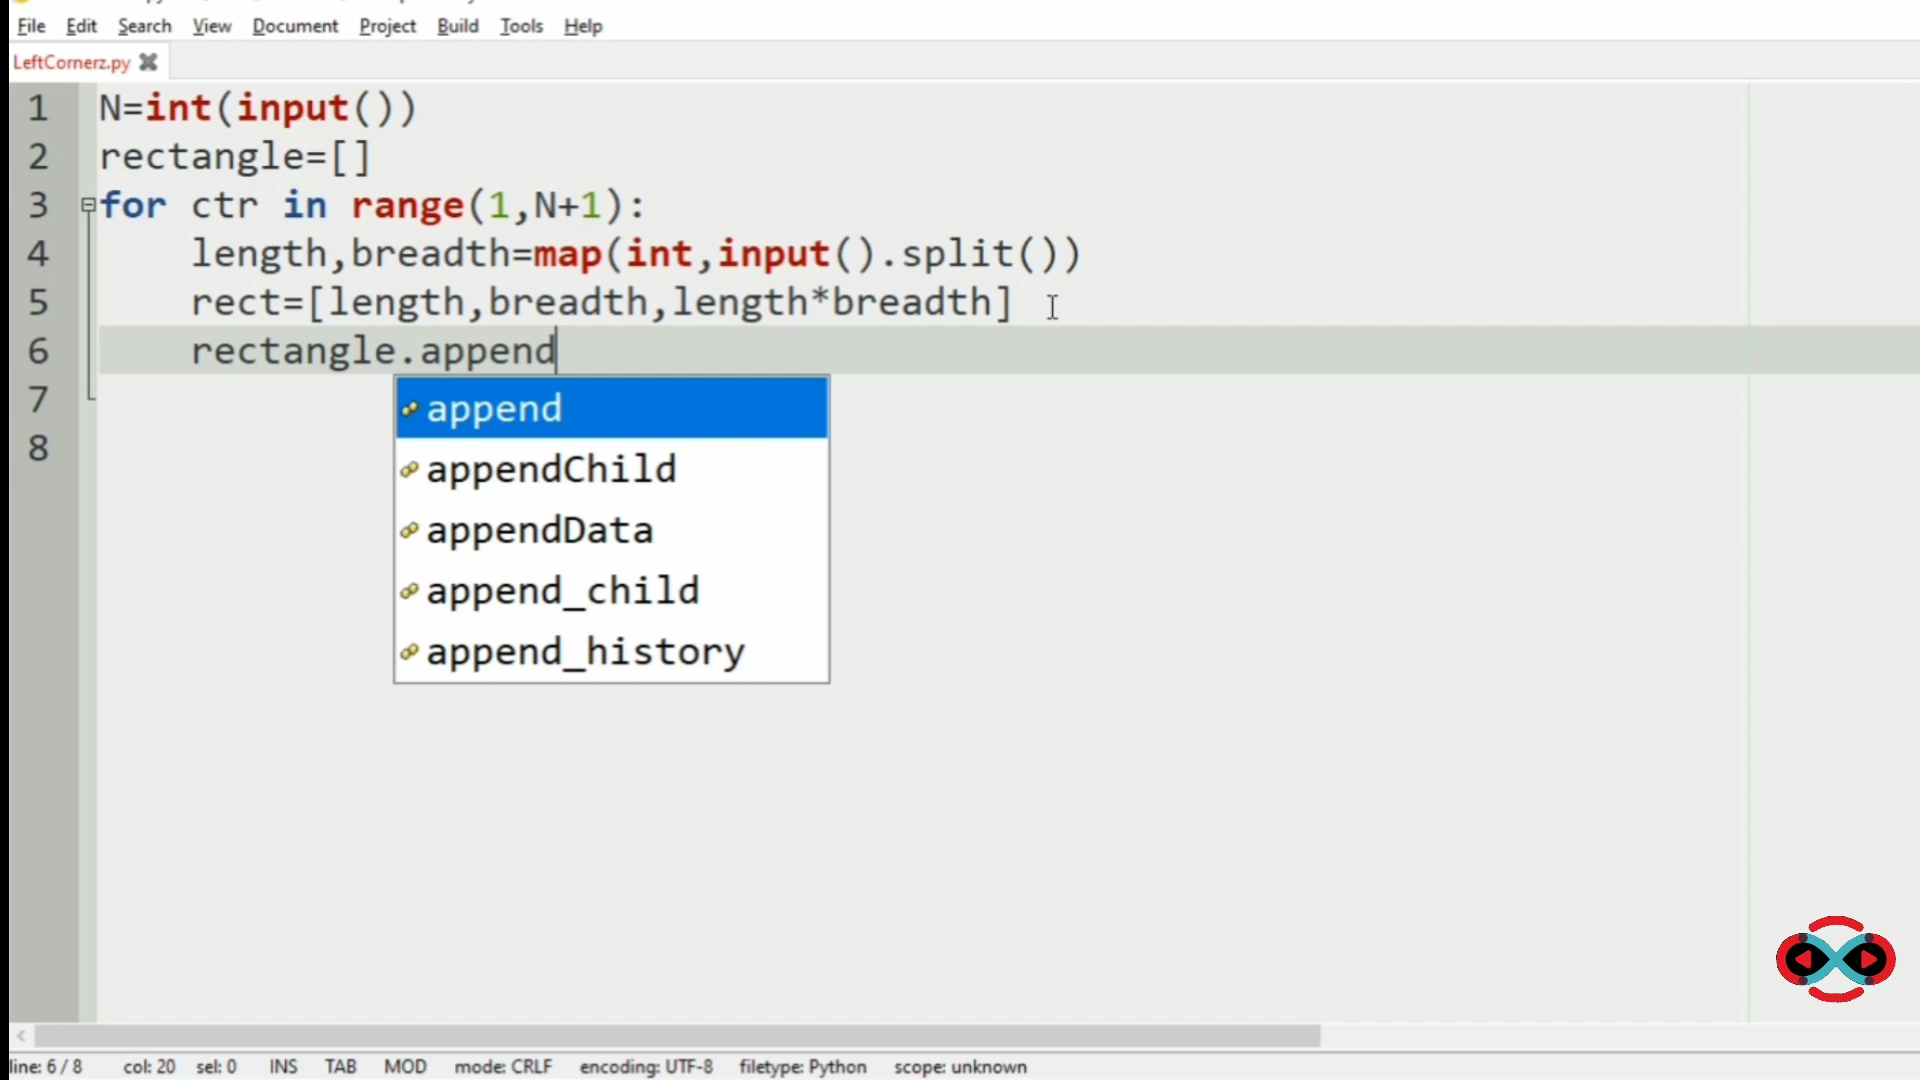 File Edit Search View Document Project Build Tools Help
LeftCornerz.py
1 N=int(input())
2 rectangle=[]
3 for ctr in range(1,N+1):
4 length,breadth=map(int,input().split())
5 rect=[length,breadth,length*breadth]
6 rectangle.append
7
8
append
appendChild
appendData
append_child
append_history
line: 6 / 8 col: 20 sel: 0 INS TAB MOD mode: CRLF encoding: UTF-8 filetype: Python scope: unknown